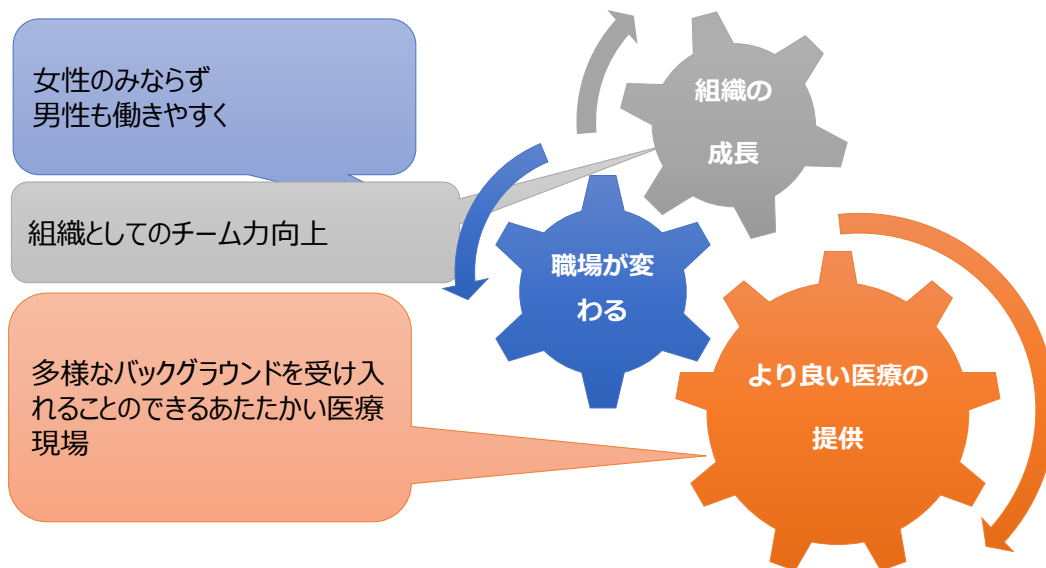 女性のみならず
男性も働きやすく
組織としてのチーム力向上
多様なバックグラウンドを受け入
れることのできるあたたかい医療
現場
組織の
成長
職場が変
わる
より良い医療の
提供